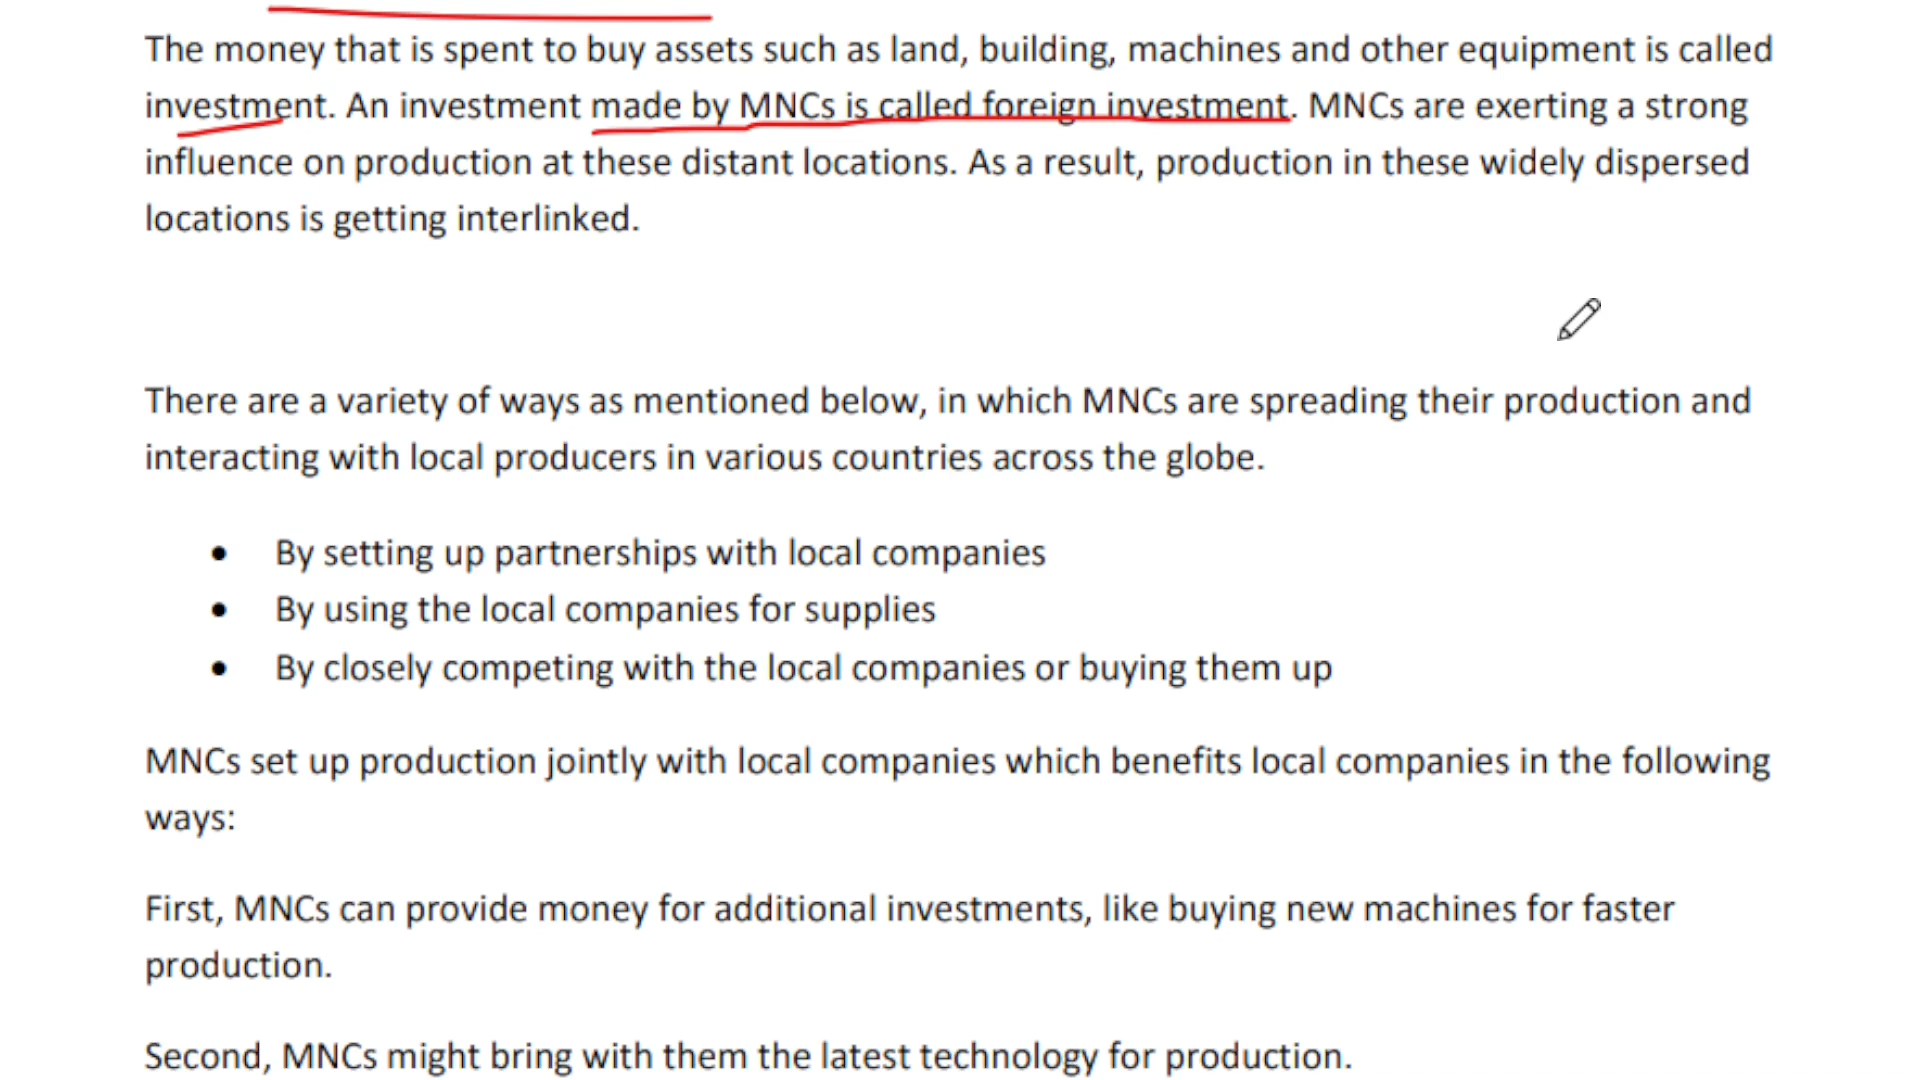 The money that is spent to buy assets such as land, building, machines and other equipment is called
investment. An investment made by MNCs is called foreign investment. MNCs are exerting a strong
influence on production at these distant locations. As a result, production in these widely dispersed
locations is getting interlinked.
There are a variety of ways as mentioned below, in which MNCs are spreading their production and
interacting with local producers in various countries across the globe.
• By setting up partnerships with local companies
• By using the local companies for supplies
• By closely competing with the local companies or buying them up
MNCs set up production jointly with local companies which benefits local companies in the following
ways:
First, MNCs can provide money for additional investments, like buying new machines for faster
production.
Second, MNCs might bring with them the latest technology for production.